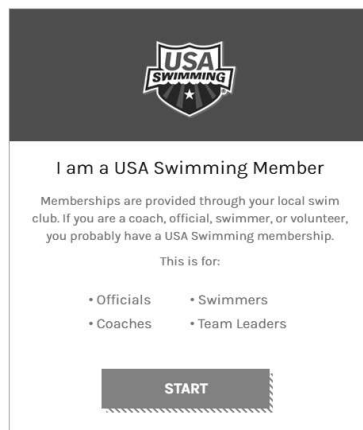 USA
SWIMMING
I am a USA Swimming Member
Memberships are provided through your local swim
club. If you are a coach, official, swimmer, or volunteer,
you probably have a USA Swimming membership.
This is for:
• Officials • Swimmers
• Coaches • Team Leaders
START